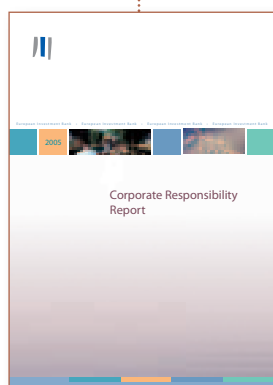 European Investment Bank • European Investment Bank • European Investment Bank • European Investment Bank
2005
Corporate Responsibility
Report